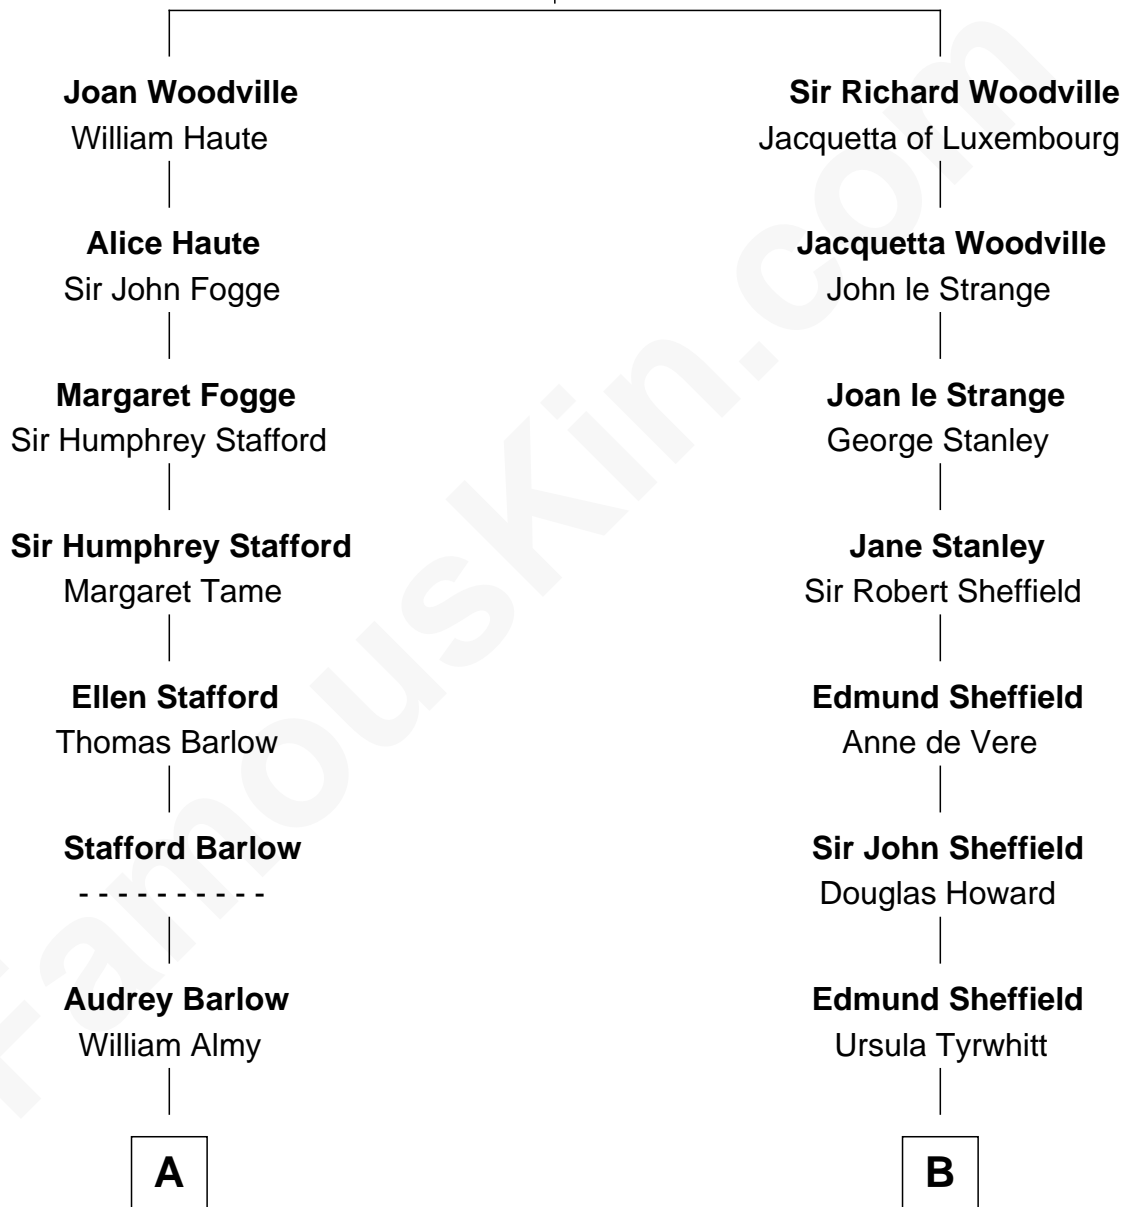 Joan Woodville
William Haute
Alice Haute
Sir John Fogge
Margaret Fogge
Sir Humphrey Stafford
Sir Humphrey Stafford
Margaret Tame
Ellen Stafford
Thomas Barlow
Stafford Barlow
- - - - - - - - - -
Audrey Barlow
William Almy
A
Sir Richard Woodville
Jacquetta of Luxembourg
Jacquetta Woodville
John le Strange
Joan le Strange
George Stanley
Jane Stanley
Sir Robert Sheffield
Edmund Sheffield
Anne de Vere
Sir John Sheffield
Douglas Howard
Edmund Sheffield
Ursula Tyrwhitt
B
FamousKin.com